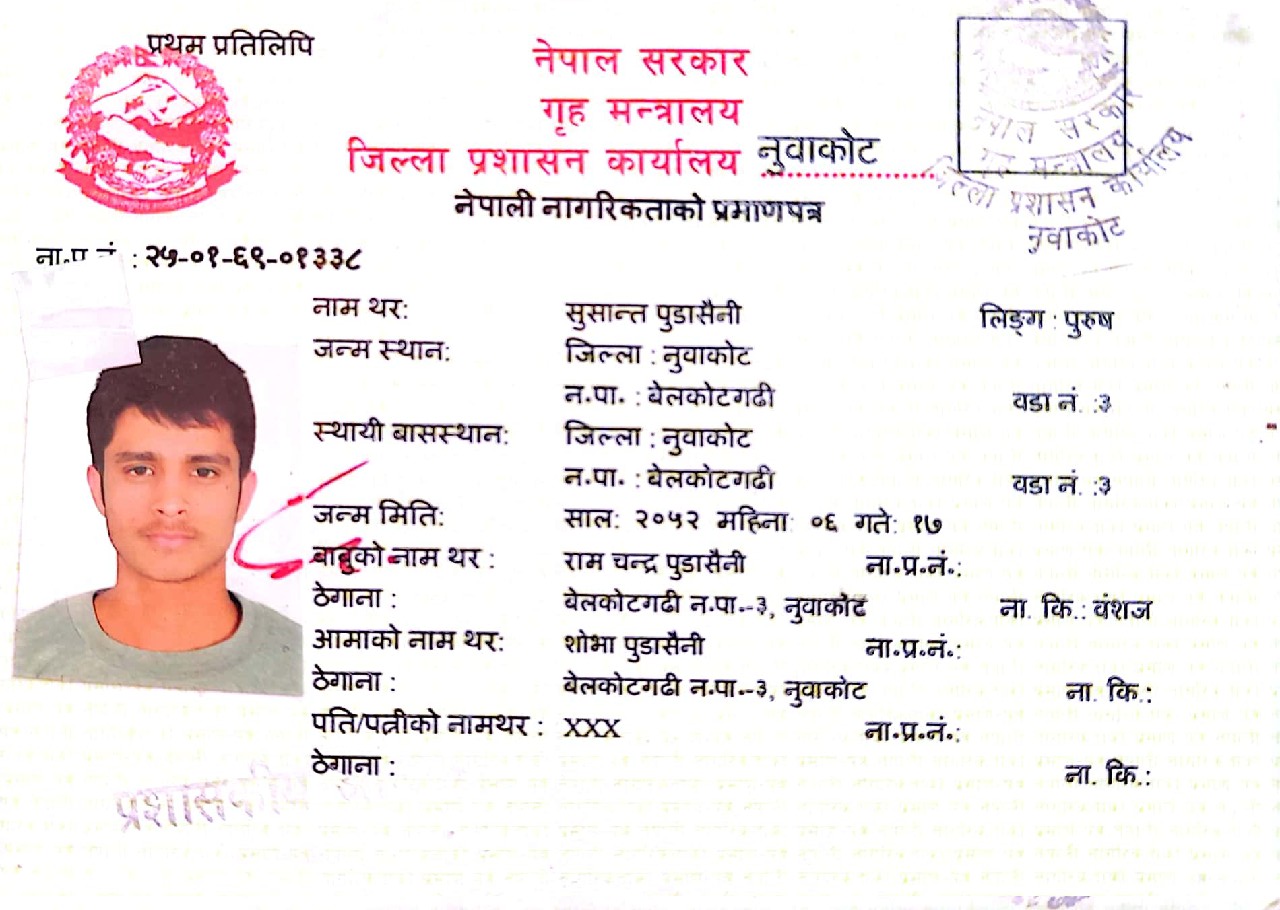 प्रथम प्रतिलिपि
नेपाल सरकार
गृह मन्त्रालय
जिल्ला प्रशासन कार्यालय नुवाकोट
नेपाली नागरिकताको प्रमाणपत्र
नेपाल सरकार
गृह मन्त्रालय
जिल्ला प्रशासन कार्यालय
नुवाकोट
ना.प्र.नं. : २५-०१-६९-०१३३८
नाम थर: सुसान्त पुडासैनी लिङ्ग : पुरुष
जन्म स्थान: जिल्ला : नुवाकोट
न.पा. : बेलकोटगढी वडा नं. :३
स्थायी बासस्थान: जिल्ला : नुवाकोट
न.पा. : बेलकोटगढी वडा नं. :३
जन्म मिति: साल: २०५२ महिना: ०६ गते: १७
बाबुको नाम थर : राम चन्द्र पुडासैनी ना.प्र.नं.:
ठेगाना : बेलकोटगढी न.पा.-३, नुवाकोट ना. कि.: वंशज
आमाको नाम थर: शोभा पुडासैनी ना.प्र.नं.:
ठेगाना : बेलकोटगढी न.पा.-३, नुवाकोट ना. कि.:
पति/पत्नीको नामथर : XXX ना.प्र.नं.:
ठेगाना : ना. कि.:
प्रशासकीय